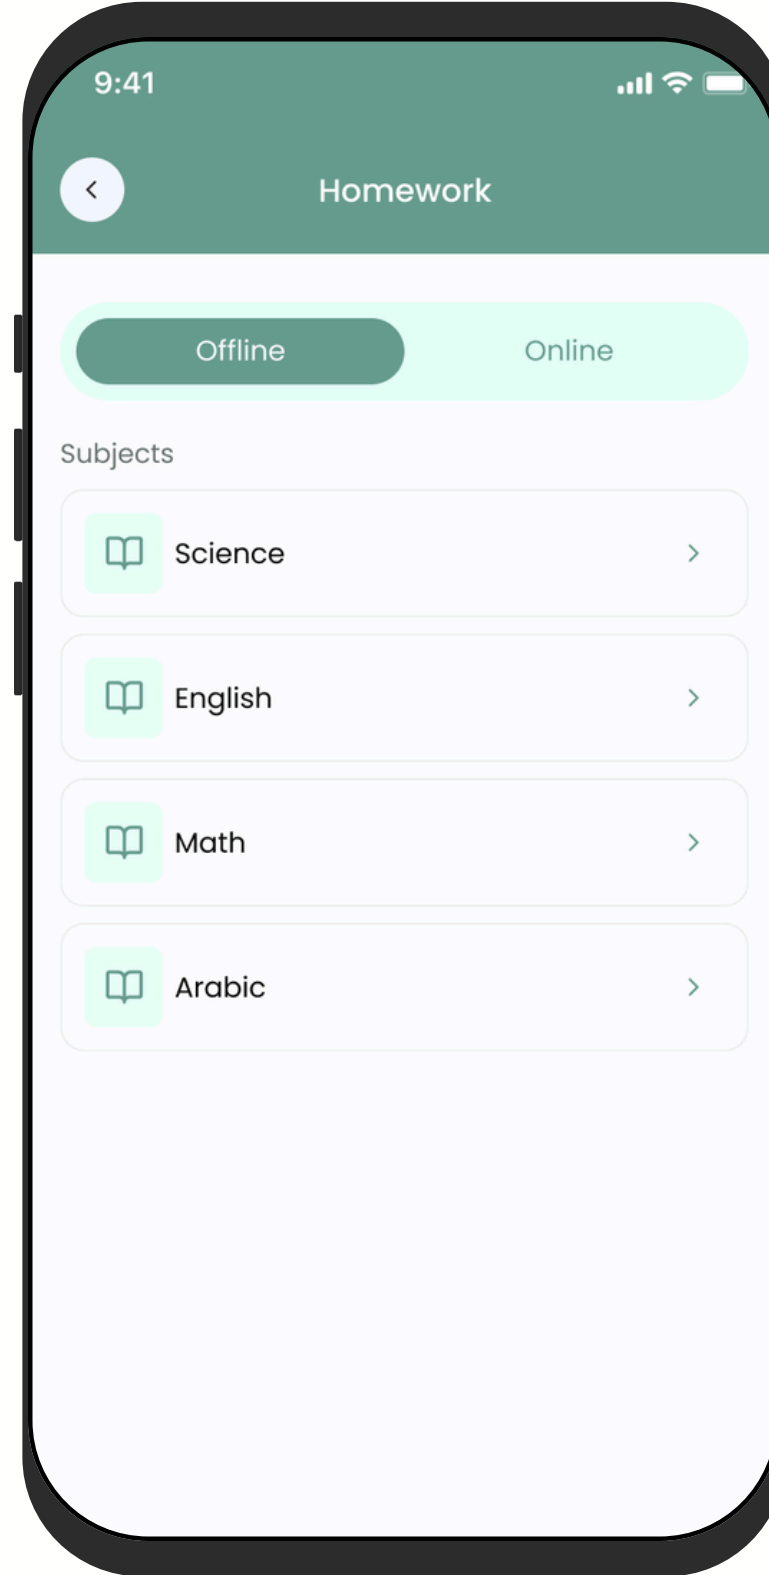 9:41
Homework
Offline Online
Subjects
Science
English
Math
Arabic